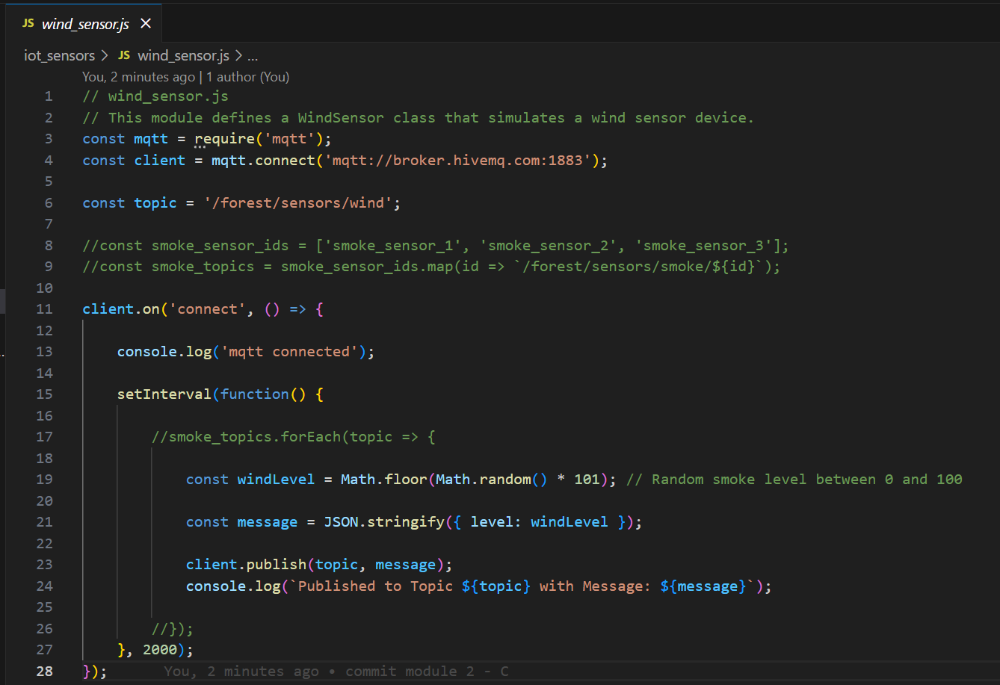 JS wind_sensor.js ×
iot_sensors > JS wind_sensor.js > ...
You, 2 minutes ago | 1 author (You)
1 // wind_sensor.js
2 // This module defines a WindSensor class that simulates a wind sensor device.
3 const mqtt = require('mqtt');
4 const client = mqtt.connect('mqtt://broker.hivemq.com:1883');
5
6 const topic = '/forest/sensors/wind';
7
8 //const smoke_sensor_ids = ['smoke_sensor_1', 'smoke_sensor_2', 'smoke_sensor_3'];
9 //const smoke_topics = smoke_sensor_ids.map(id => `/forest/sensors/smoke/${id}`);
10
11 client.on('connect', () => {
12
13     console.log('mqtt connected');
14
15     setInterval(function() {
16
17         //smoke_topics.forEach(topic => {
18
19             const windLevel = Math.floor(Math.random() * 101); // Random smoke level between 0 and 100
20
21             const message = JSON.stringify({ level: windLevel });
22
23             client.publish(topic, message);
24             console.log(`Published to Topic ${topic} with Message: ${message}`);
25
26         //});
27     }, 2000);
28 });      You, 2 minutes ago • commit module 2 - C